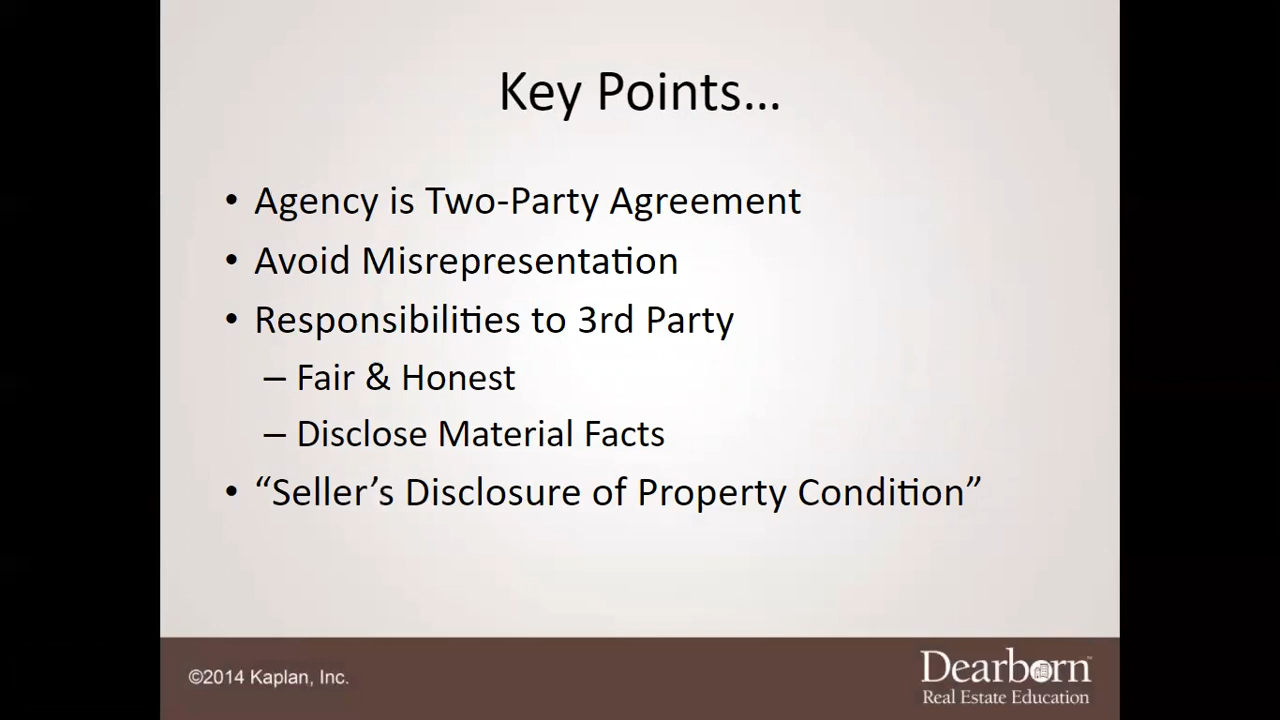 Key Points...
• Agency is Two-Party Agreement
• Avoid Misrepresentation
• Responsibilities to 3rd Party
– Fair & Honest
– Disclose Material Facts
• “Seller’s Disclosure of Property Condition”
©2014 Kaplan, Inc.
Dearborn™
Real Estate Education